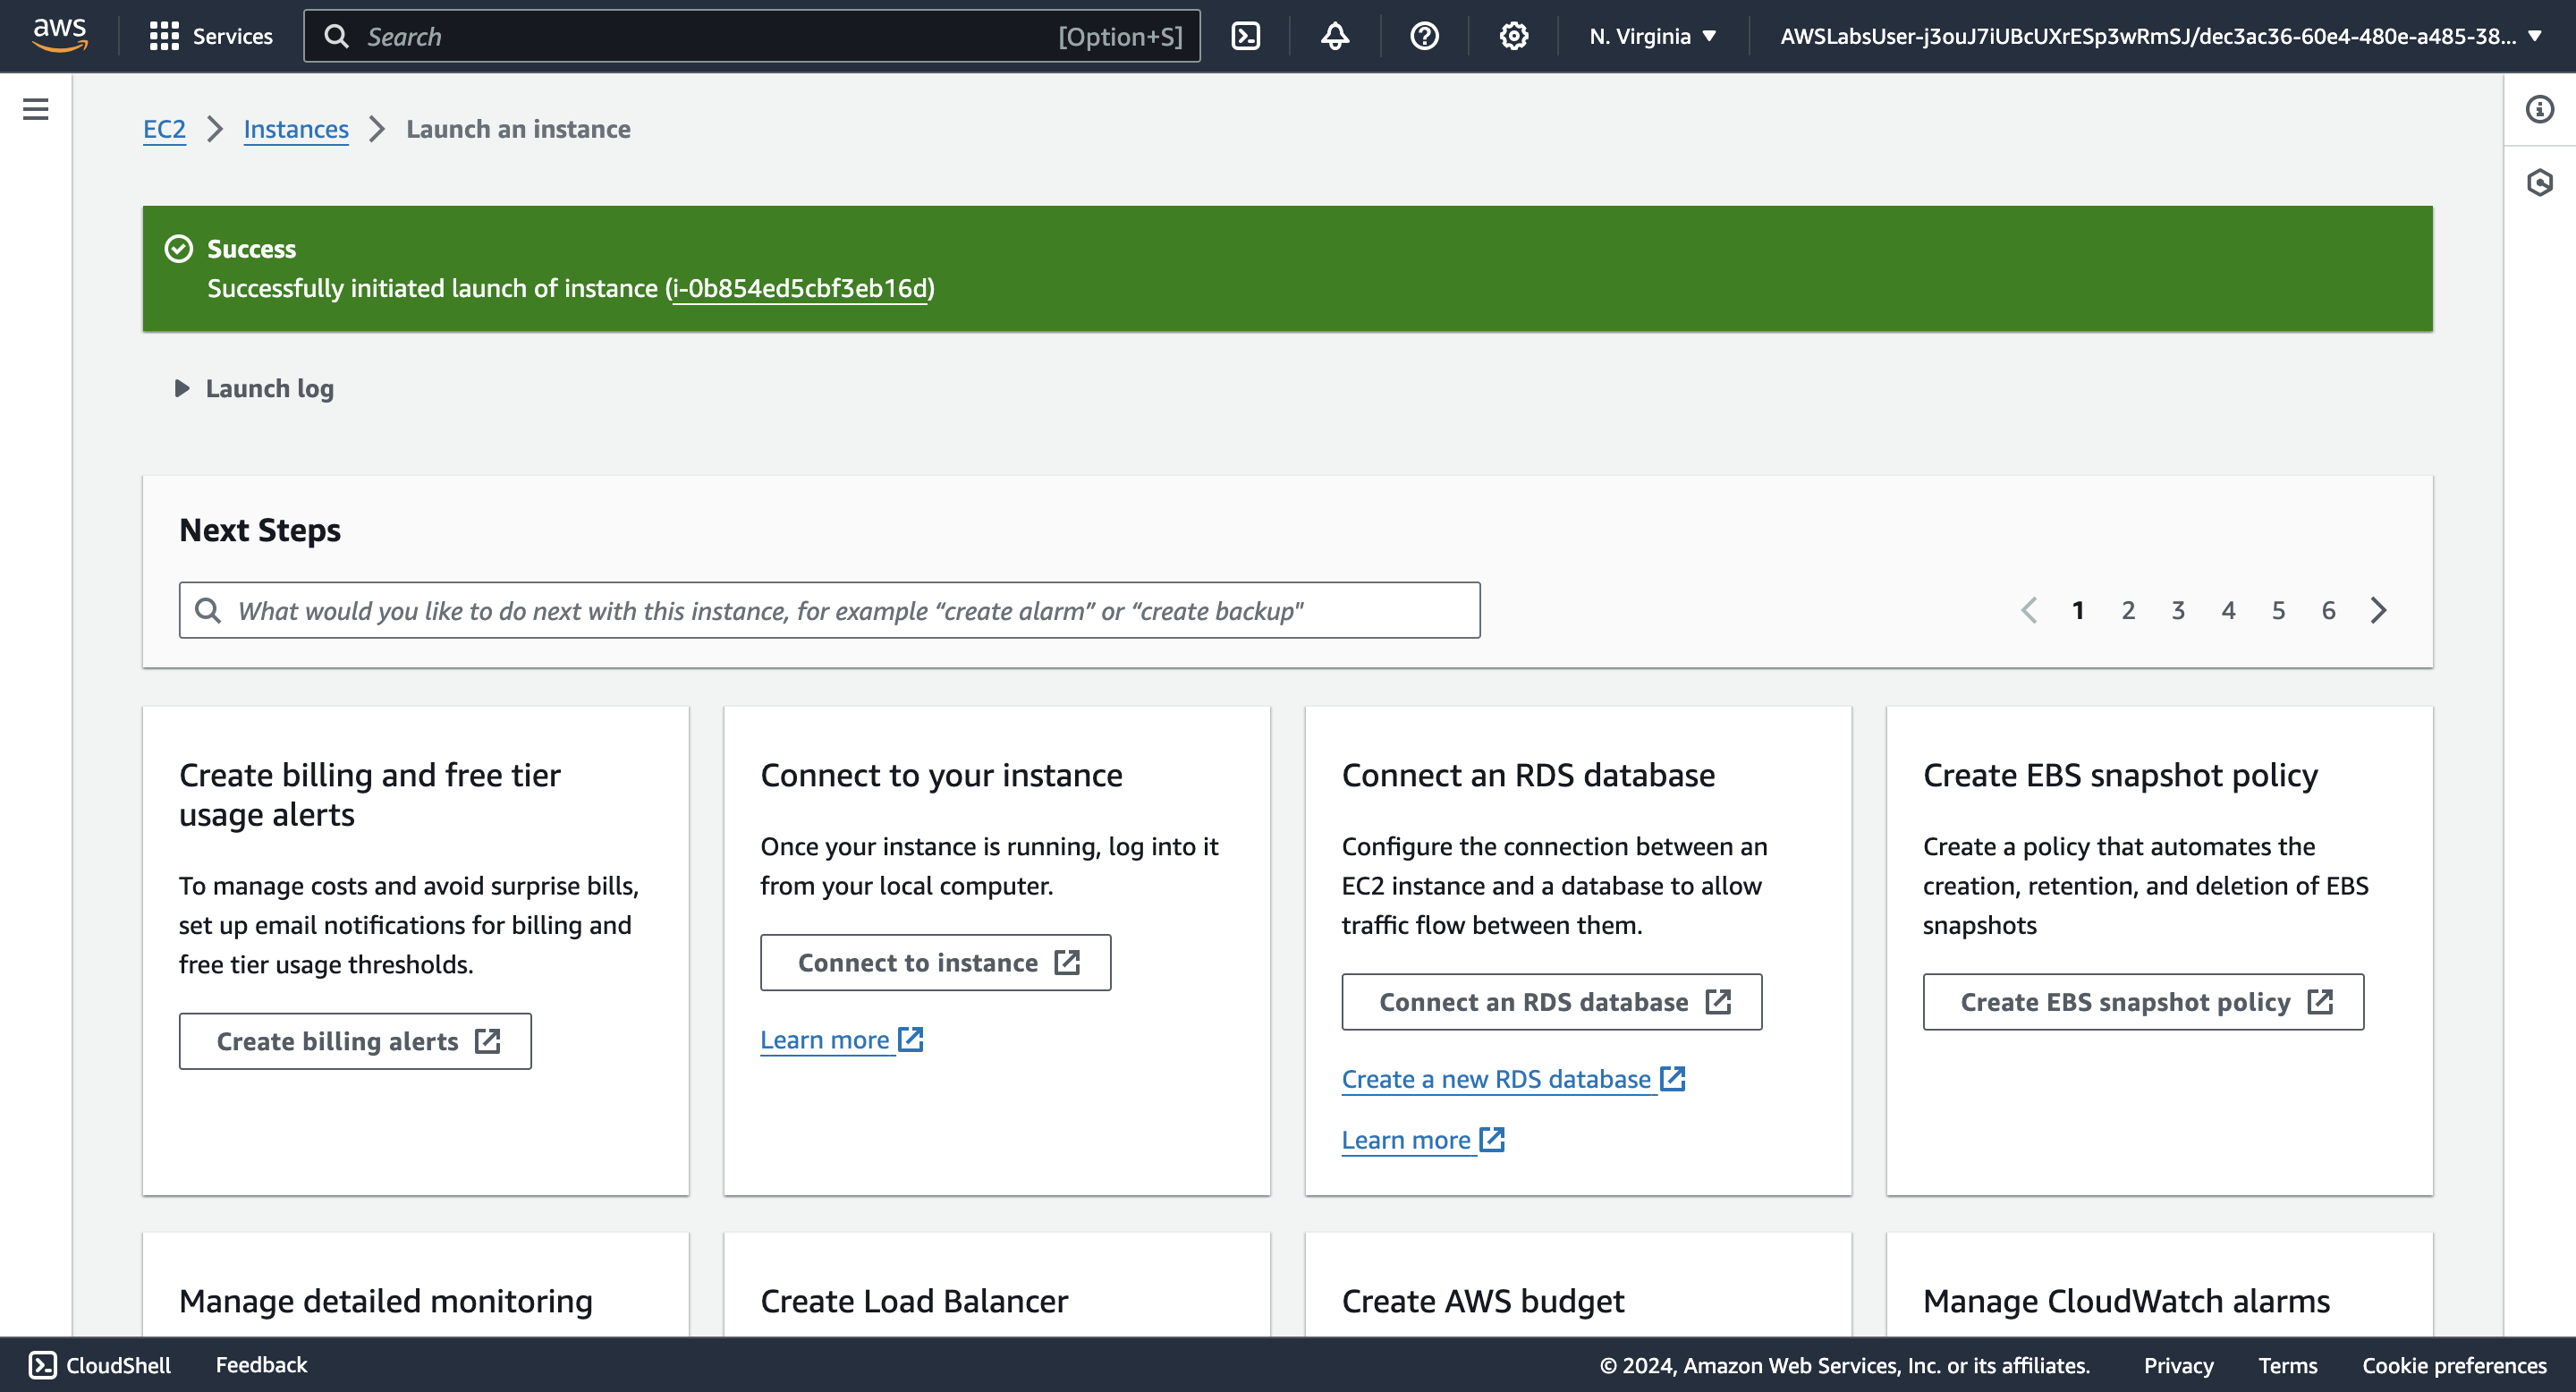 aws
Services
Search
[Option+S]
N. Virginia
AWSLabsUser-j3ouJ7iUBcUXrESp3wRmSJ/dec3ac36-60e4-480e-a485-38...
EC2
Instances
Launch an instance
Success
Successfully initiated launch of instance (i-0b854ed5cbf3eb16d)
Launch log
Next Steps
What would you like to do next with this instance, for example “create alarm” or “create backup"
1 2 3 4 5 6
Create billing and free tier
usage alerts
To manage costs and avoid surprise bills,
set up email notifications for billing and
free tier usage thresholds.
Create billing alerts
Connect to your instance
Once your instance is running, log into it
from your local computer.
Connect to instance
Learn more
Connect an RDS database
Configure the connection between an
EC2 instance and a database to allow
traffic flow between them.
Connect an RDS database
Create a new RDS database
Learn more
Create EBS snapshot policy
Create a policy that automates the
creation, retention, and deletion of EBS
snapshots
Create EBS snapshot policy
Manage detailed monitoring
Create Load Balancer
Create AWS budget
Manage CloudWatch alarms
CloudShell
Feedback
© 2024, Amazon Web Services, Inc. or its affiliates.
Privacy
Terms
Cookie preferences